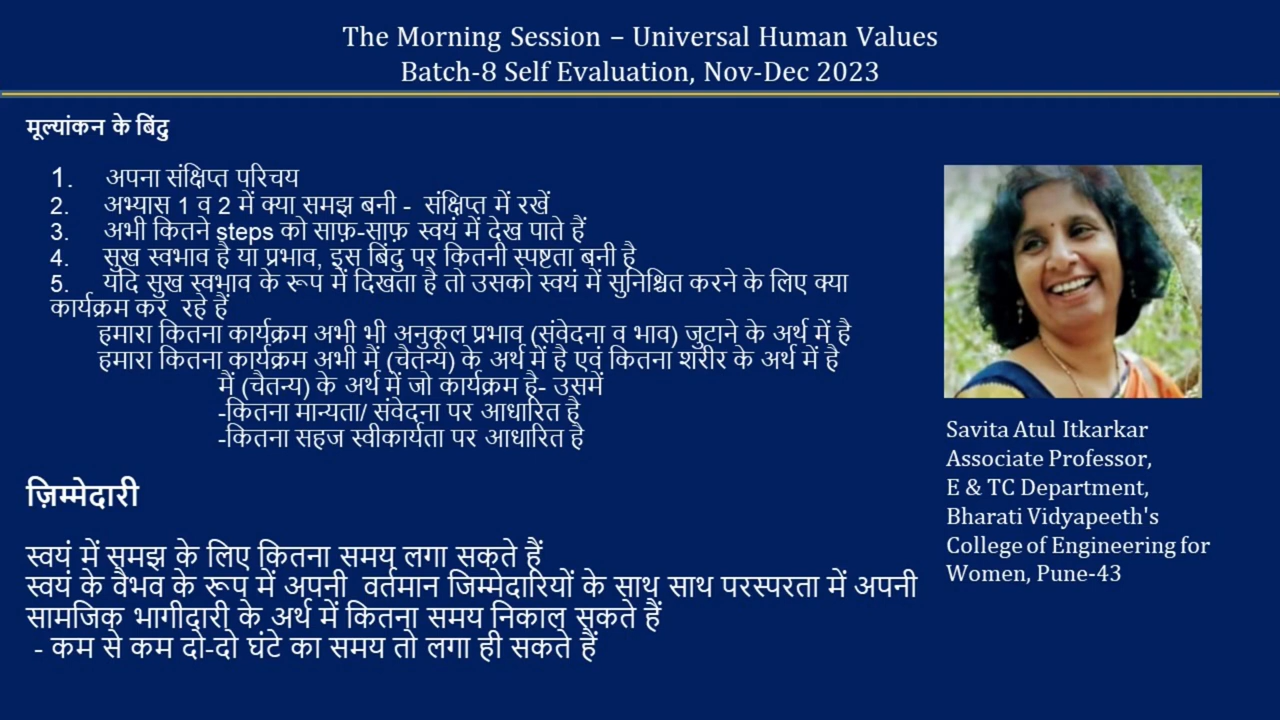 The Morning Session – Universal Human Values
Batch-8 Self Evaluation, Nov-Dec 2023
मूल्यांकन के बिंदु
1. अपना संक्षिप्त परिचय
2. अभ्यास 1 व 2 में क्या समझ बनी - संक्षिप्त में रखें
3. अभी कितने steps को साफ़-साफ़ स्वयं में देख पाते हैं
4. सुख स्वभाव है या प्रभाव, इस बिंदु पर कितनी स्पष्टता बनी है
5. यदि सुख स्वभाव के रूप में दिखता है तो उसको स्वयं में सुनिश्चित करने के लिए क्या
कार्यक्रम कर रहे हैं
हमारा कितना कार्यक्रम अभी भी अनुकूल प्रभाव (संवेदना व भाव) जुटाने के अर्थ में है
हमारा कितना कार्यक्रम अभी मैं (चैतन्य) के अर्थ में है एवं कितना शरीर के अर्थ में है
मैं (चैतन्य) के अर्थ में जो कार्यक्रम है- उसमें
-कितना मान्यता/ संवेदना पर आधारित है
-कितना सहज स्वीकार्यता पर आधारित है
ज़िम्मेदारी
स्वयं में समझ के लिए कितना समय लगा सकते हैं
स्वयं के वैभव के रूप में अपनी वर्तमान जिम्मेदारियों के साथ साथ परस्परता में अपनी
सामजिक भागीदारी के अर्थ में कितना समय निकाल सकते हैं
- कम से कम दो-दो घंटे का समय तो लगा ही सकते हैं
Savita Atul Itkarkar
Associate Professor,
E & TC Department,
Bharati Vidyapeeth's
College of Engineering for
Women, Pune-43